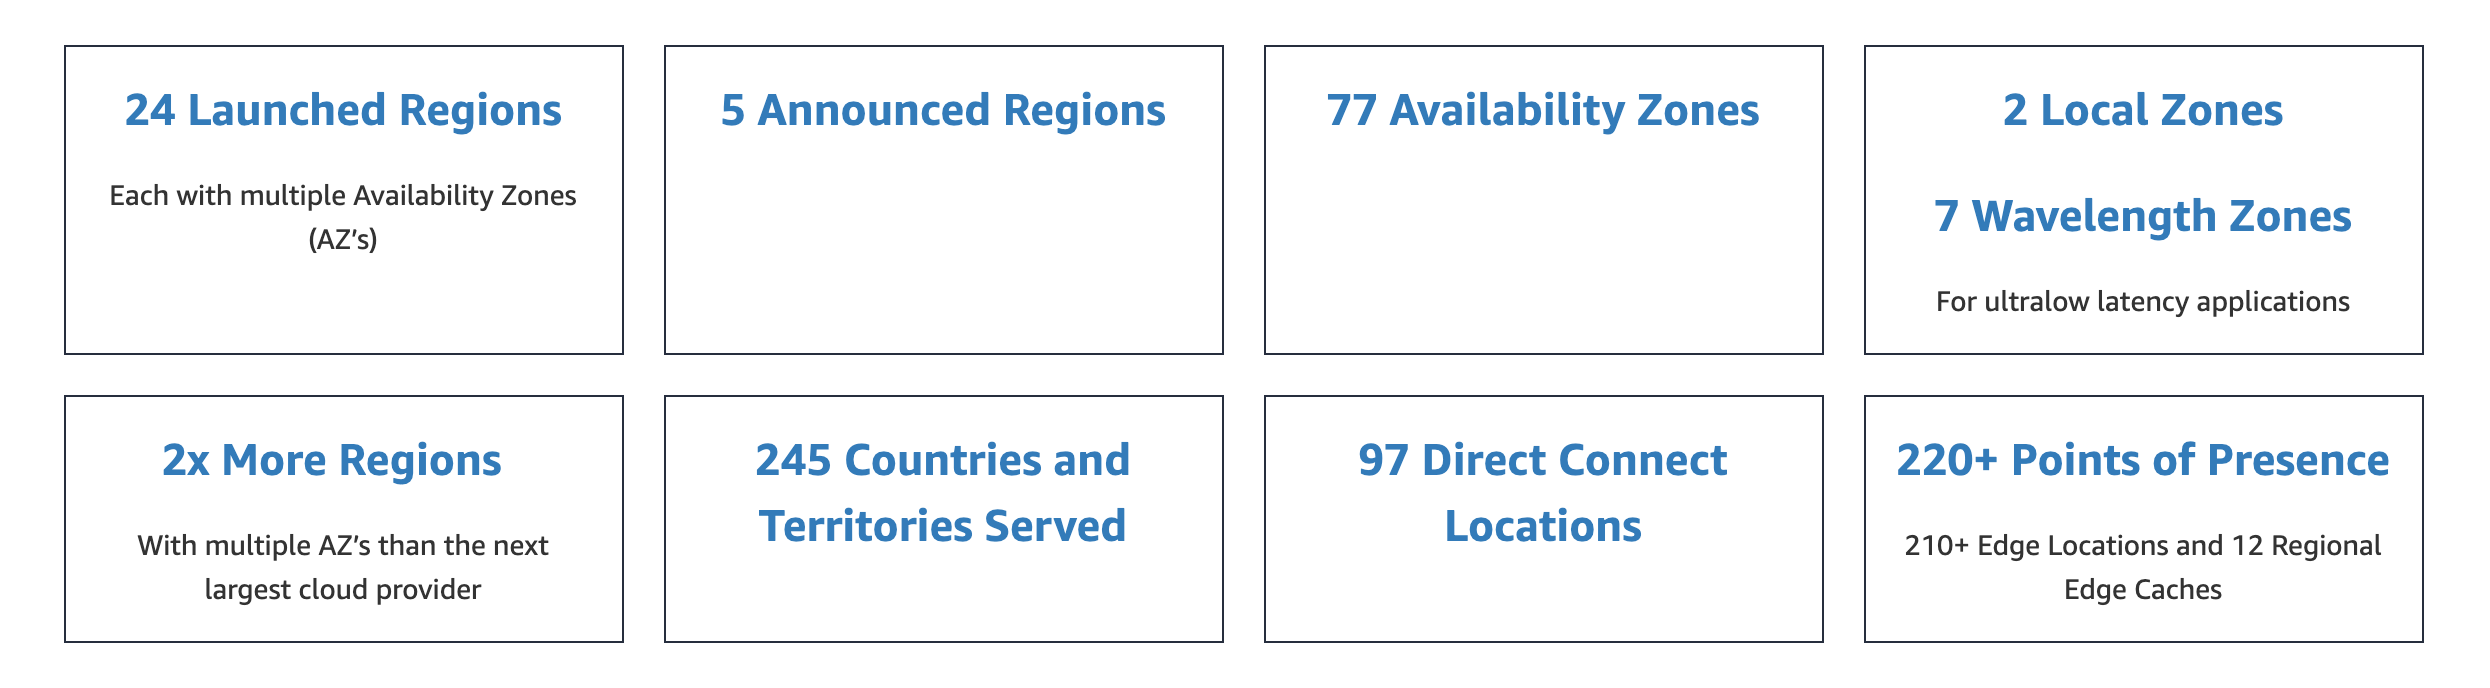 24 Launched Regions
Each with multiple Availability Zones
(AZ’s)
5 Announced Regions
77 Availability Zones
2 Local Zones
7 Wavelength Zones
For ultralow latency applications
2x More Regions
With multiple AZ’s than the next
largest cloud provider
245 Countries and
Territories Served
97 Direct Connect
Locations
220+ Points of Presence
210+ Edge Locations and 12 Regional
Edge Caches